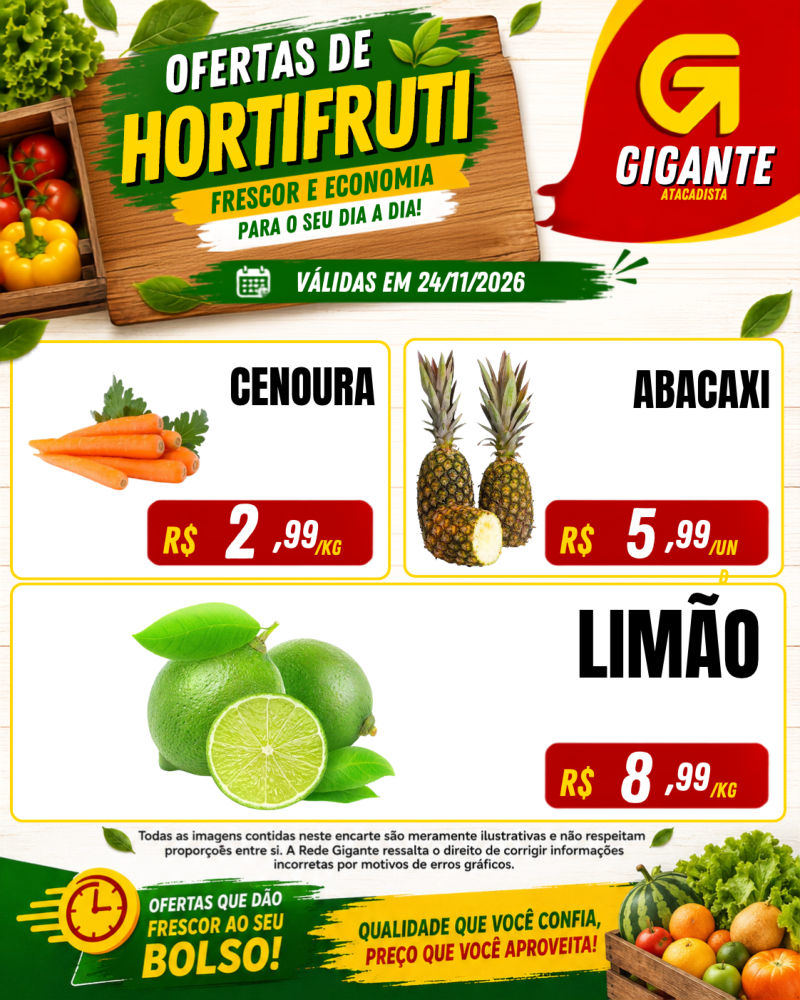 OFERTAS DE
HORTIFRUTI
FRESCOR E ECONOMIA
PARA O SEU DIA A DIA!
GIGANTE
ATACADISTA
VÁLIDAS EM 24/11/2026
CENOURA
R$ 2,99/KG
ABACAXI
R$ 5,99/UN
D
LIMÃO
R$ 8,99/KG
Todas as imagens contidas neste encarte são meramente ilustrativas e não respeitam
proporções entre si. A Rede Gigante ressalta o direito de corrigir informações
incorretas por motivos de erros gráficos.
OFERTAS QUE DÃO
FRESCOR AO SEU
BOLSO!
QUALIDADE QUE VOCÊ CONFIA,
PREÇO QUE VOCÊ APROVEITA!